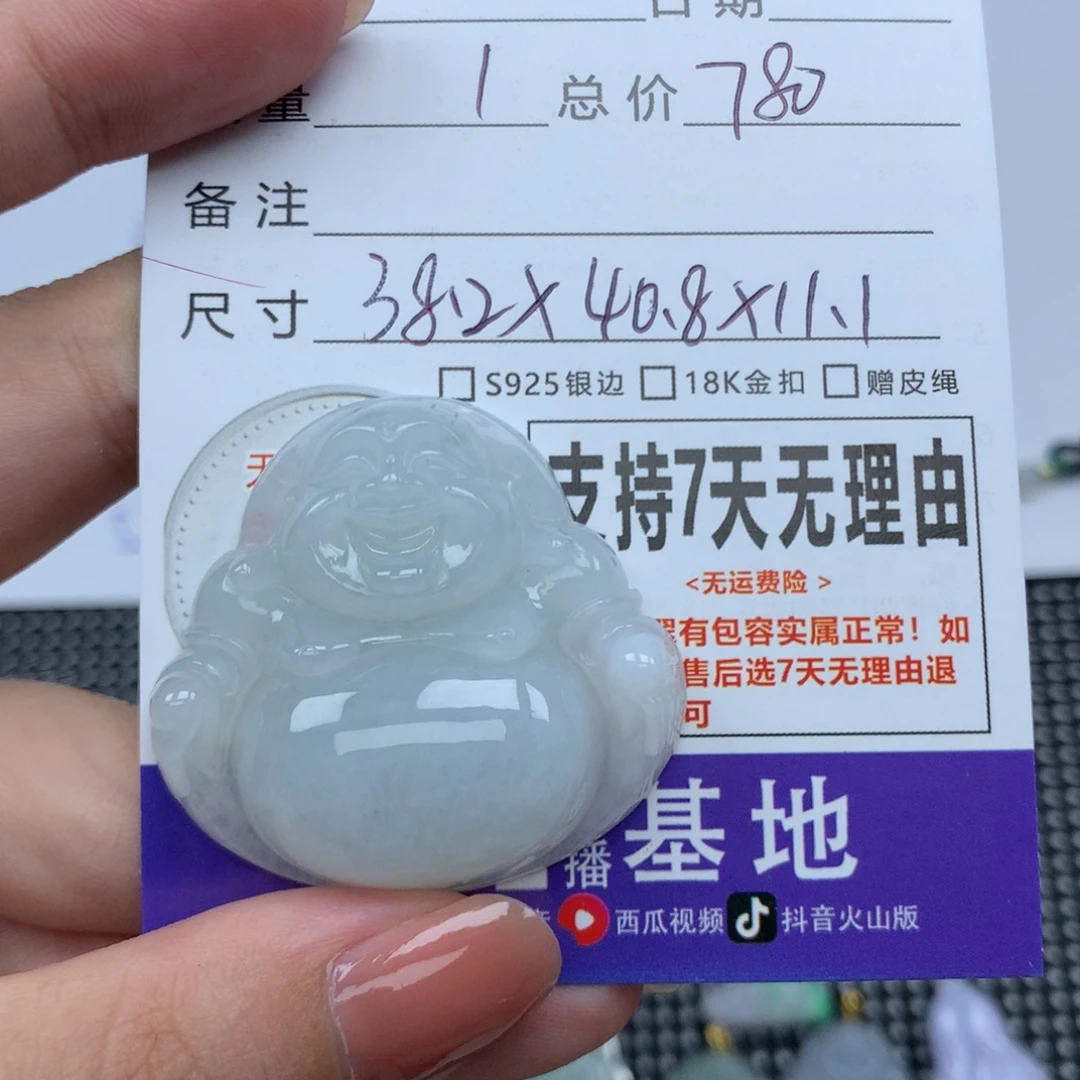 日期
量 1 总价 780
备注
尺寸 38.2X40.8X11.1
S925银边 18K金扣 赠皮绳
支持7天无理由
<无运费险>
有包容实属正常！如
售后选7天无理由退
可
播 基地
西瓜视频 抖音火山版